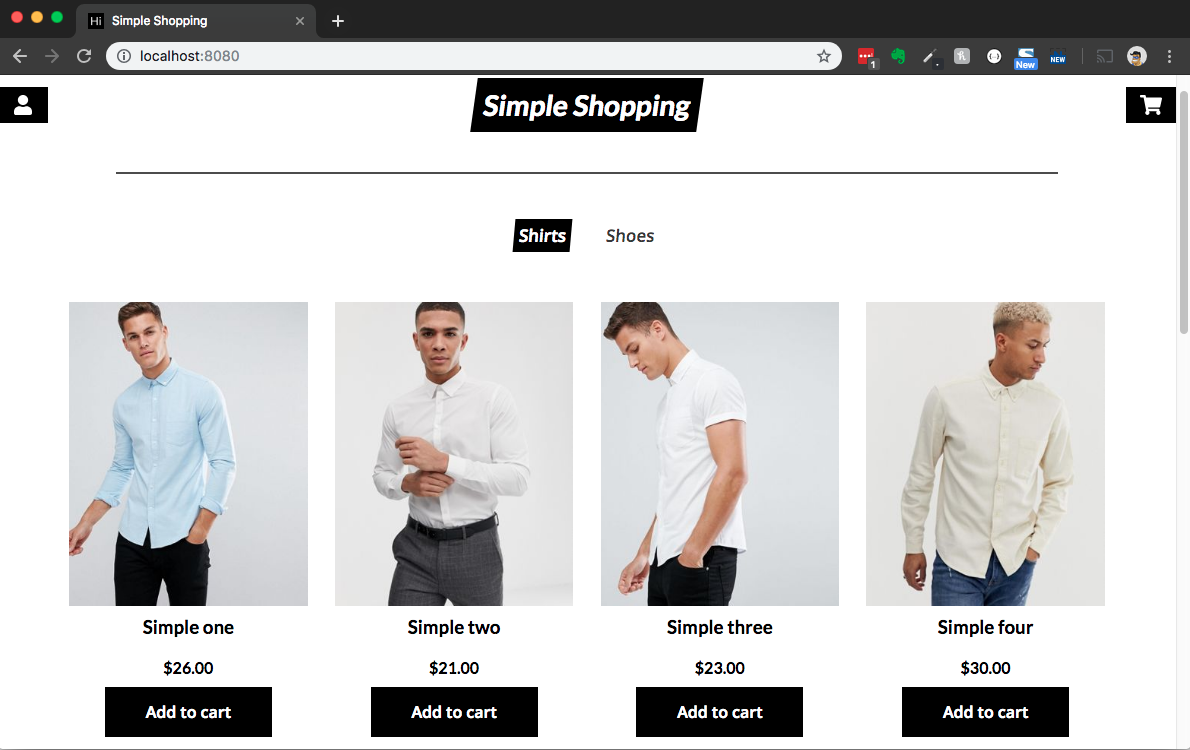 Hi Simple Shopping
localhost:8080
1
New
NEW
Simple Shopping
Shirts Shoes
Simple one Simple two Simple three Simple four
$26.00 $21.00 $23.00 $30.00
Add to cart Add to cart Add to cart Add to cart